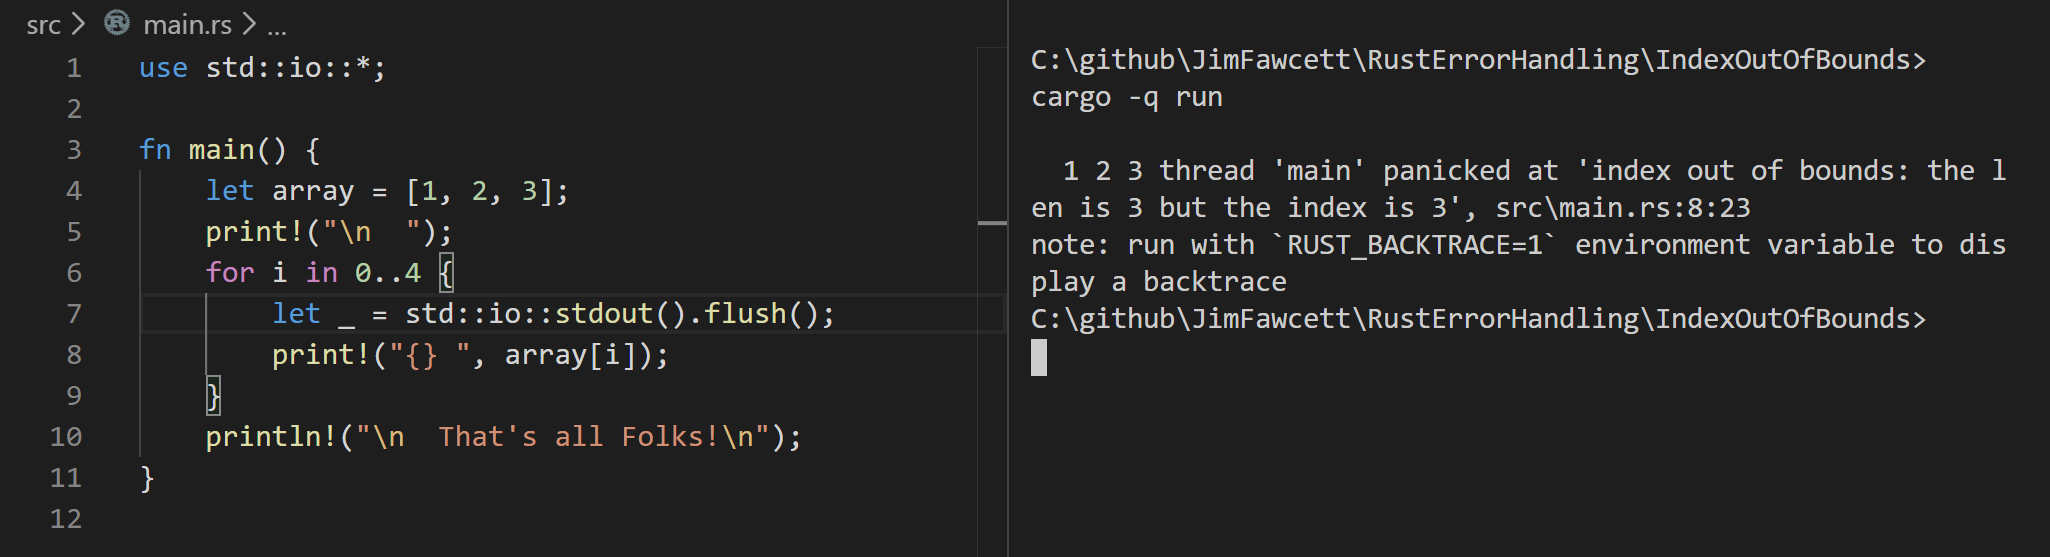 src > main.rs > ...
1 use std::io::*;
2
3 fn main() {
4     let array = [1, 2, 3];
5     print!("\n  ");
6     for i in 0..4 {
7         let _ = std::io::stdout().flush();
8         print!("{} ", array[i]);
9     }
10     println!("\n  That's all Folks!\n");
11 }
12
C:\github\JimFawcett\RustErrorHandling\IndexOutOfBounds>
cargo -q run
  1 2 3 thread 'main' panicked at 'index out of bounds: the l
en is 3 but the index is 3', src\main.rs:8:23
note: run with `RUST_BACKTRACE=1` environment variable to dis
play a backtrace
C:\github\JimFawcett\RustErrorHandling\IndexOutOfBounds>